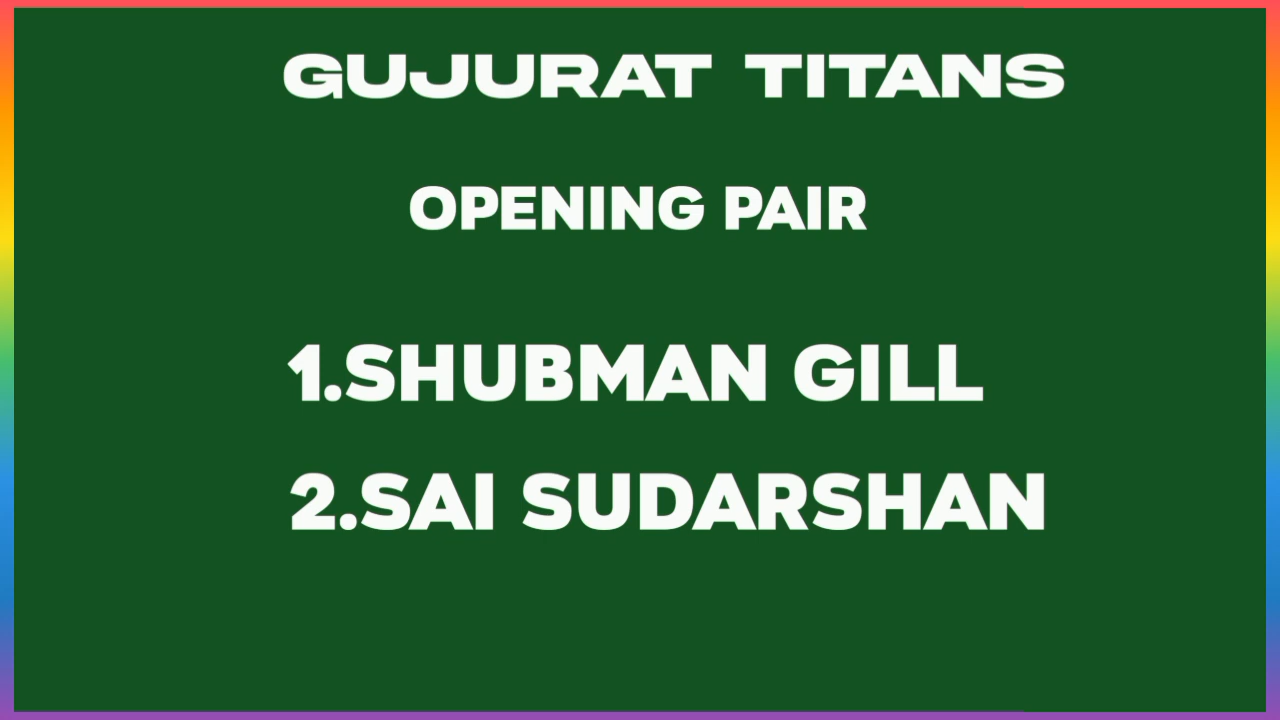 GUJURAT TITANS
OPENING PAIR
1.SHUBMAN GILL
2.SAI SUDARSHAN